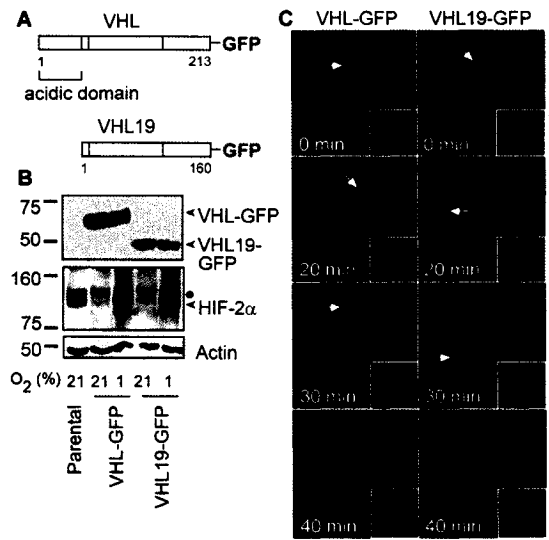 A
VHL
GFP
1
213
acidic domain
VHL19
GFP
1
160
B
75
VHL-GFP
50
VHL19-
GFP
160
HIF-2α
75
50
Actin
O2 (%) 21 21 1 21 1
Parental
VHL-GFP
VHL19-GFP
C
VHL-GFP VHL19-GFP
0 min 0 min
20 min 20 min
30 min 30 min
40 min 40 min